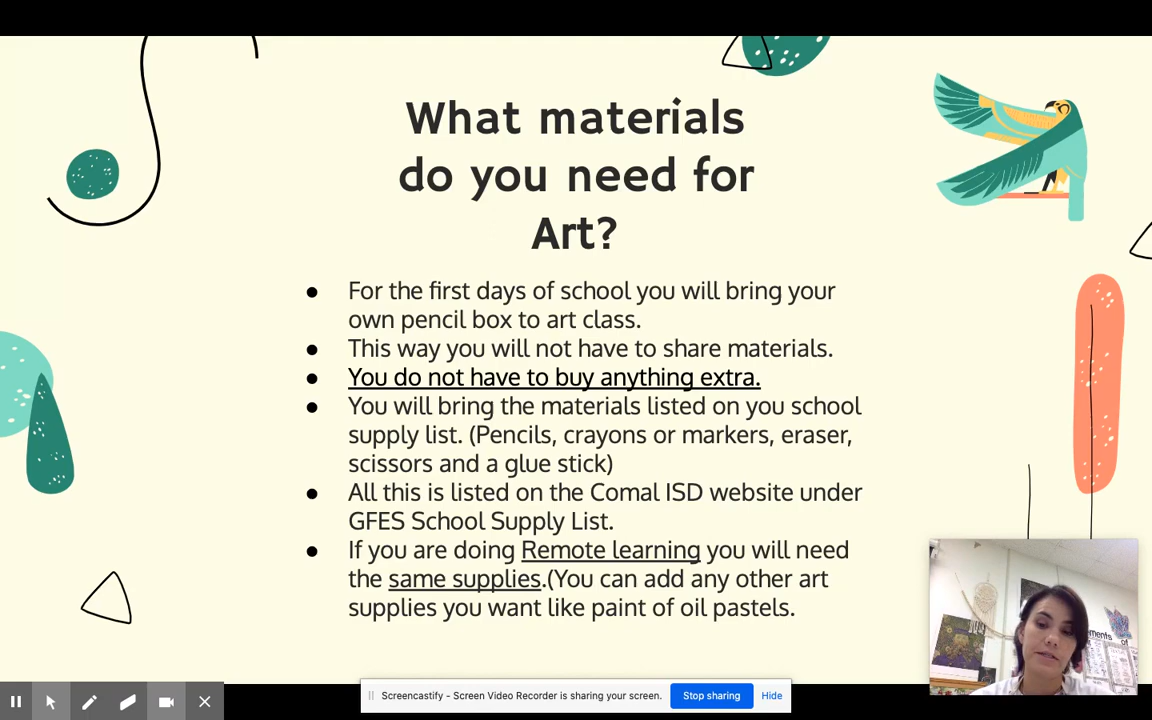 What materials
do you need for
Art?
● For the first days of school you will bring your
own pencil box to art class.
● This way you will not have to share materials.
● You do not have to buy anything extra.
● You will bring the materials listed on you school
supply list. (Pencils, crayons or markers, eraser,
scissors and a glue stick)
● All this is listed on the Comal ISD website under
GFES School Supply List.
● If you are doing Remote learning you will need
the same supplies.(You can add any other art
supplies you want like paint of oil pastels.
ements
of
Screencastify - Screen Video Recorder is sharing your screen.
Stop sharing
Hide